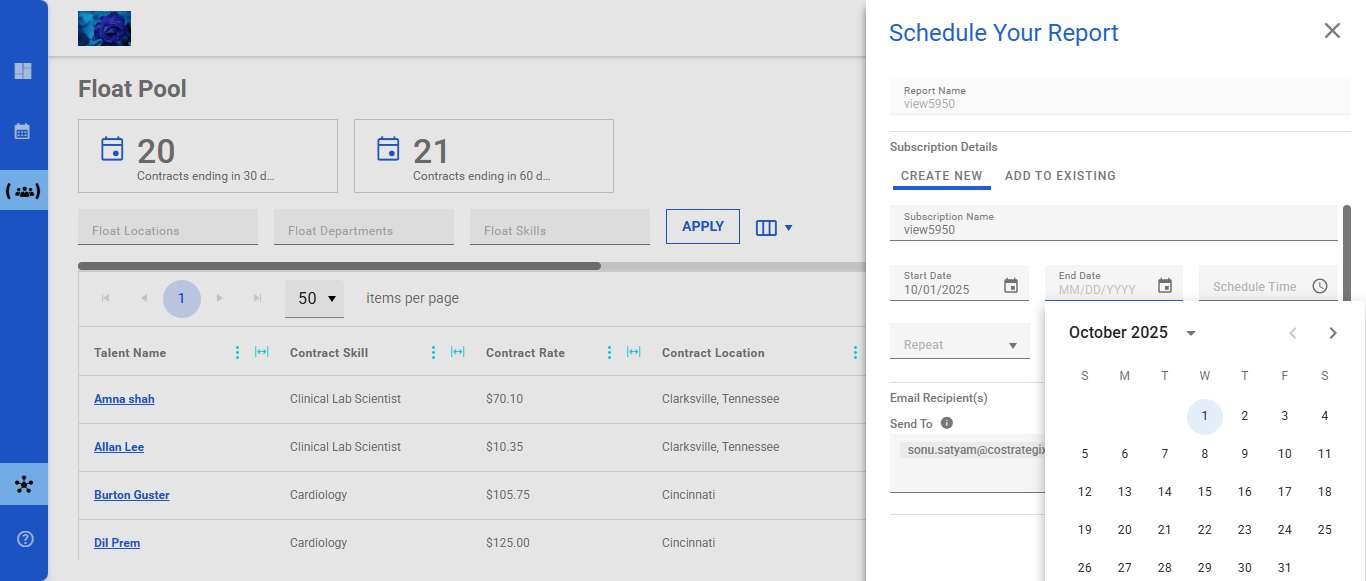 Float Pool
20
Contracts ending in 30 d...
21
Contracts ending in 60 d...
Float Locations
Float Departments
Float Skills
APPLY
1
50
items per page
Talent Name
Contract Skill
Contract Rate
Contract Location
Amna shah
Clinical Lab Scientist
$70.10
Clarksville, Tennessee
Allan Lee
Clinical Lab Scientist
$10.35
Clarksville, Tennessee
Burton Guster
Cardiology
$105.75
Cincinnati
Dil Prem
Cardiology
$125.00
Cincinnati
Schedule Your Report
Report Name
view5950
Subscription Details
CREATE NEW
ADD TO EXISTING
Subscription Name
view5950
Start Date
10/01/2025
End Date
MM/DD/YYYY
Schedule Time
Repeat
Email Recipient(s)
Send To
sonu.satyam@costrategix
October 2025
S M T W T F S
1 2 3 4
5 6 7 8 9 10 11
12 13 14 15 16 17 18
19 20 21 22 23 24 25
26 27 28 29 30 31